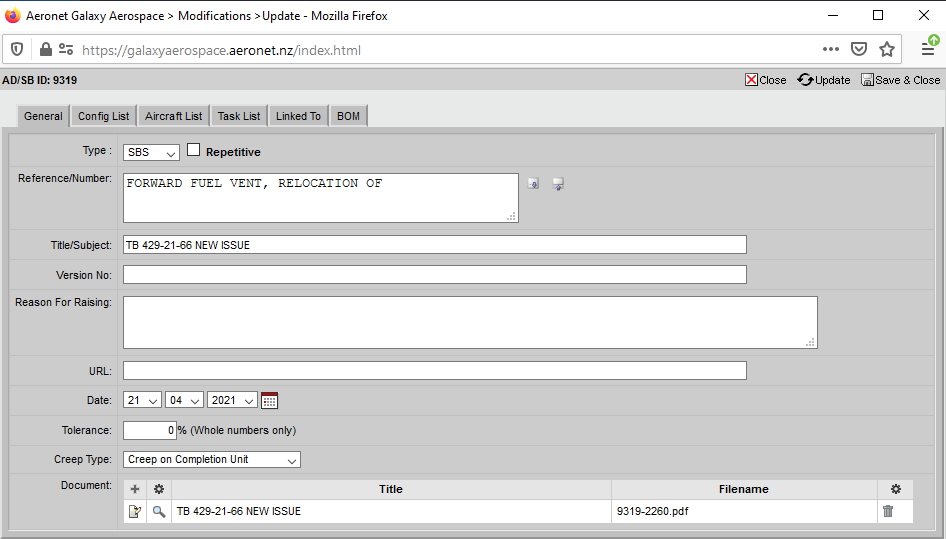 Aeronet Galaxy Aerospace > Modifications >Update - Mozilla Firefox
https://galaxyaerospace.aeronet.nz/index.html
AD/SB ID: 9319 Close Update Save & Close
General Config List Aircraft List Task List Linked To BOM
Type : SBS Repetitive
Reference/Number: FORWARD FUEL VENT, RELOCATION OF
Title/Subject: TB 429-21-66 NEW ISSUE
Version No:
Reason For Raising:
URL:
Date: 21 04 2021
Tolerance: 0 % (Whole numbers only)
Creep Type: Creep on Completion Unit
Document: Title Filename
TB 429-21-66 NEW ISSUE 9319-2260.pdf